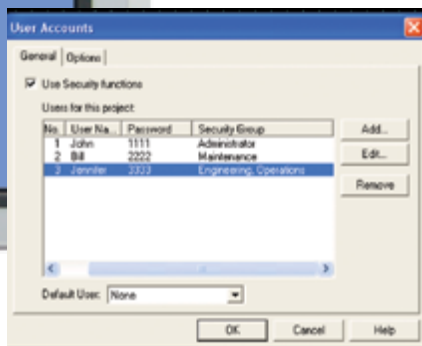 User Accounts
General Options
Use Security functions
Users for this project:
No. User Na... Password Security Group
1 John 1111 Administrator
2 Bill 2222 Maintenance
3 Jennifer 3333 Engineering, Operations
Add...
Edit...
Remove
Default User: None
OK Cancel Help